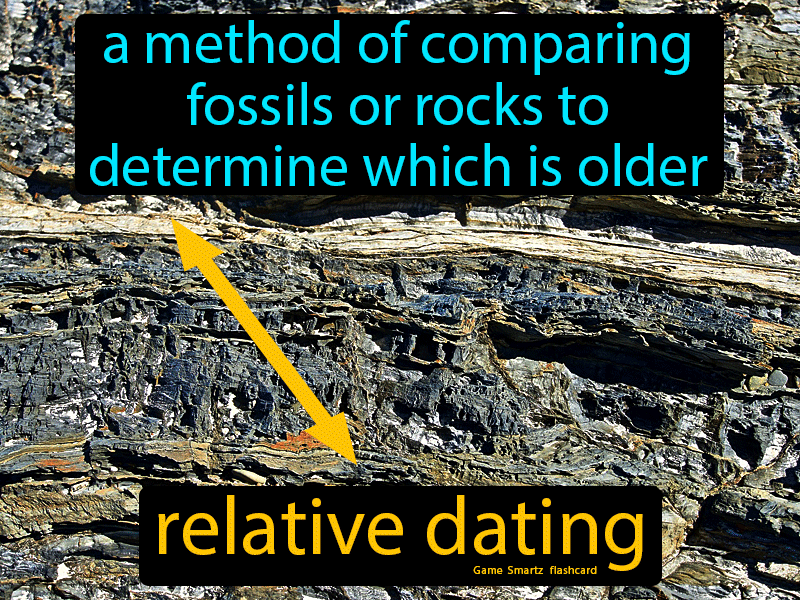 a method of comparing
fossils or rocks to
determine which is older
relative dating
Game Smartz flashcard